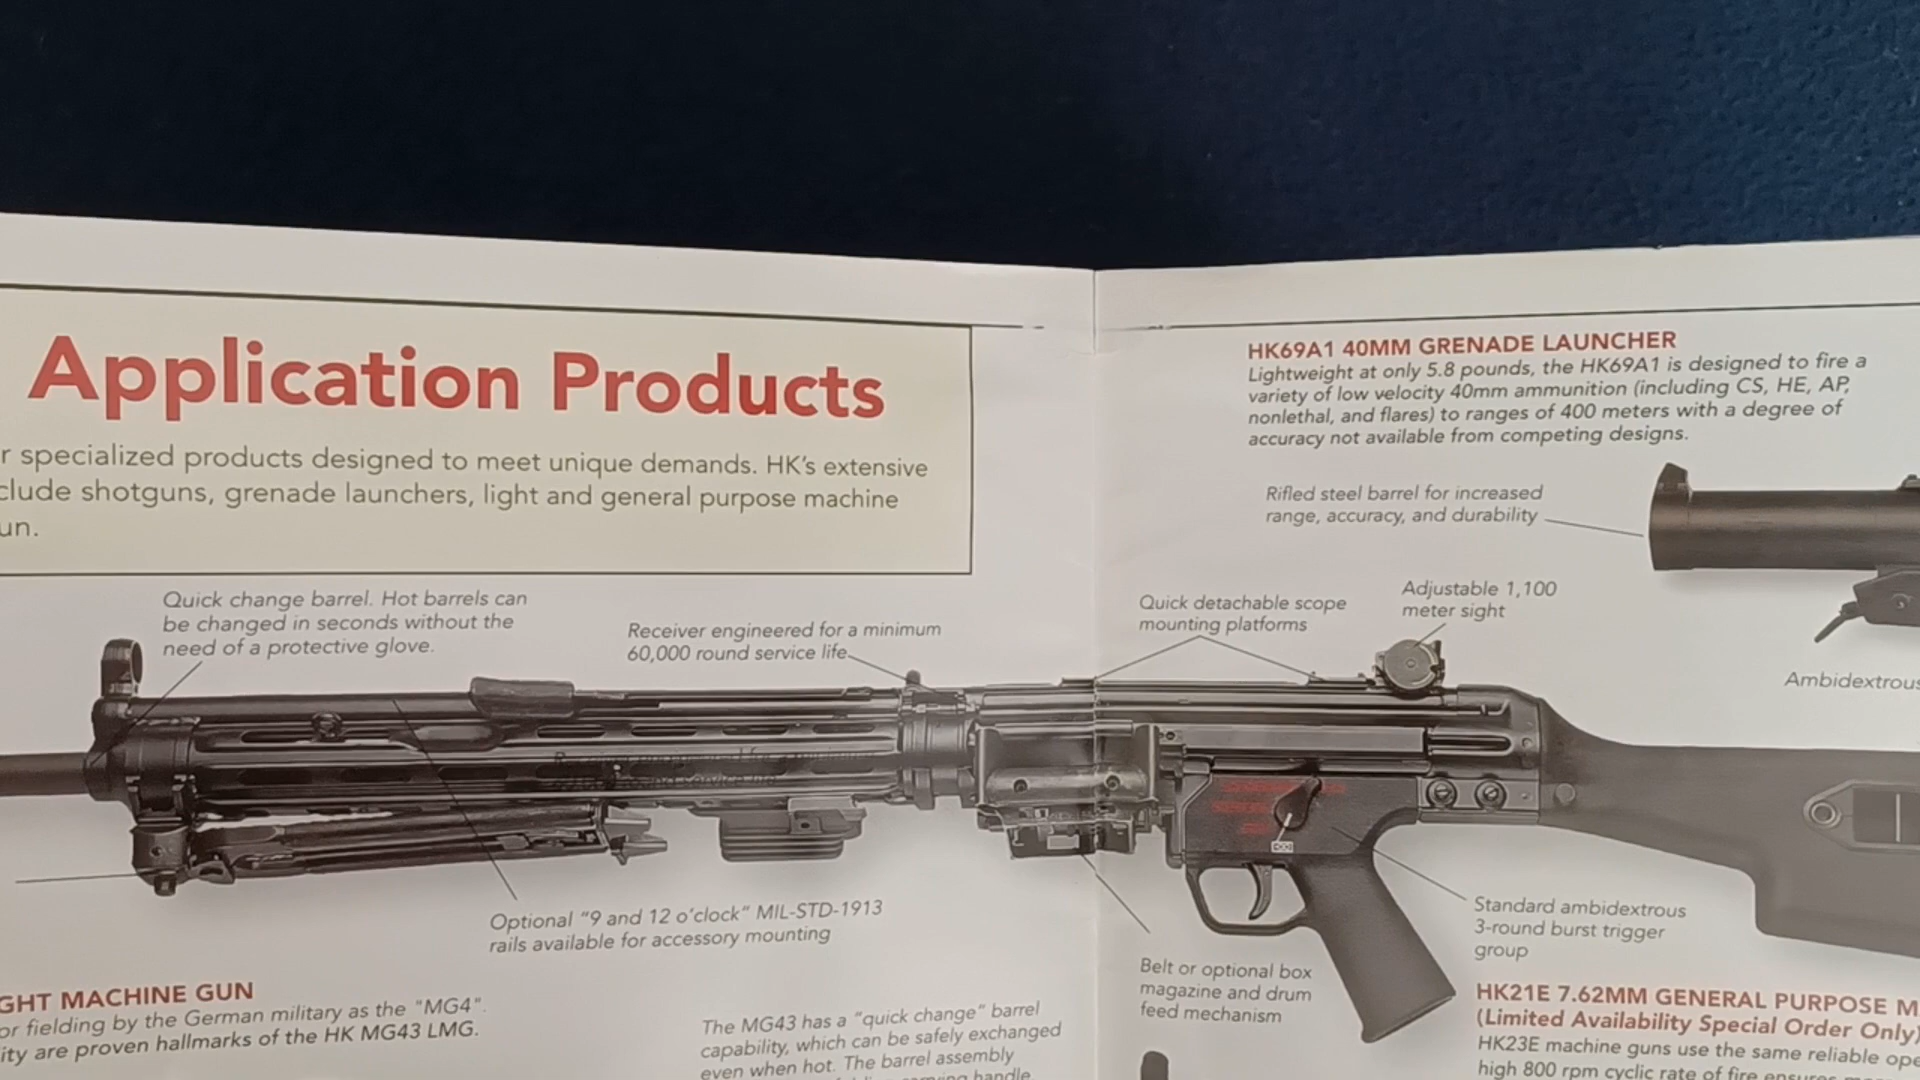 Application Products
r specialized products designed to meet unique demands. HK's extensive
clude shotguns, grenade launchers, light and general purpose machine
un.
Quick change barrel. Hot barrels can
be changed in seconds without the
need of a protective glove.
Receiver engineered for a minimum
60,000 round service life
Optional "9 and 12 o'clock" MIL-STD-1913
rails available for accessory mounting
GHT MACHINE GUN
or fielding by the German military as the "MG4".
ity are proven hallmarks of the HK MG43 LMG.
The MG43 has a "quick change" barrel
capability, which can be safely exchanged
even when hot. The barrel assembly
handle
HK69A1 40MM GRENADE LAUNCHER
Lightweight at only 5.8 pounds, the HK69A1 is designed to fire a
variety of low velocity 40mm ammunition (including CS, HE, AP,
nonlethal, and flares) to ranges of 400 meters with a degree of
accuracy not available from competing designs.
Rifled steel barrel for increased
range, accuracy, and durability
Quick detachable scope
mounting platforms
Adjustable 1,100
meter sight
Ambidextrous
Standard ambidextrous
3-round burst trigger
group
Belt or optional box
magazine and drum
feed mechanism
HK21E 7.62MM GENERAL PURPOSE M
(Limited Availability Special Order Only)
HK23E machine guns use the same reliable ope
high 800 rpm cyclic rate of fire ensures